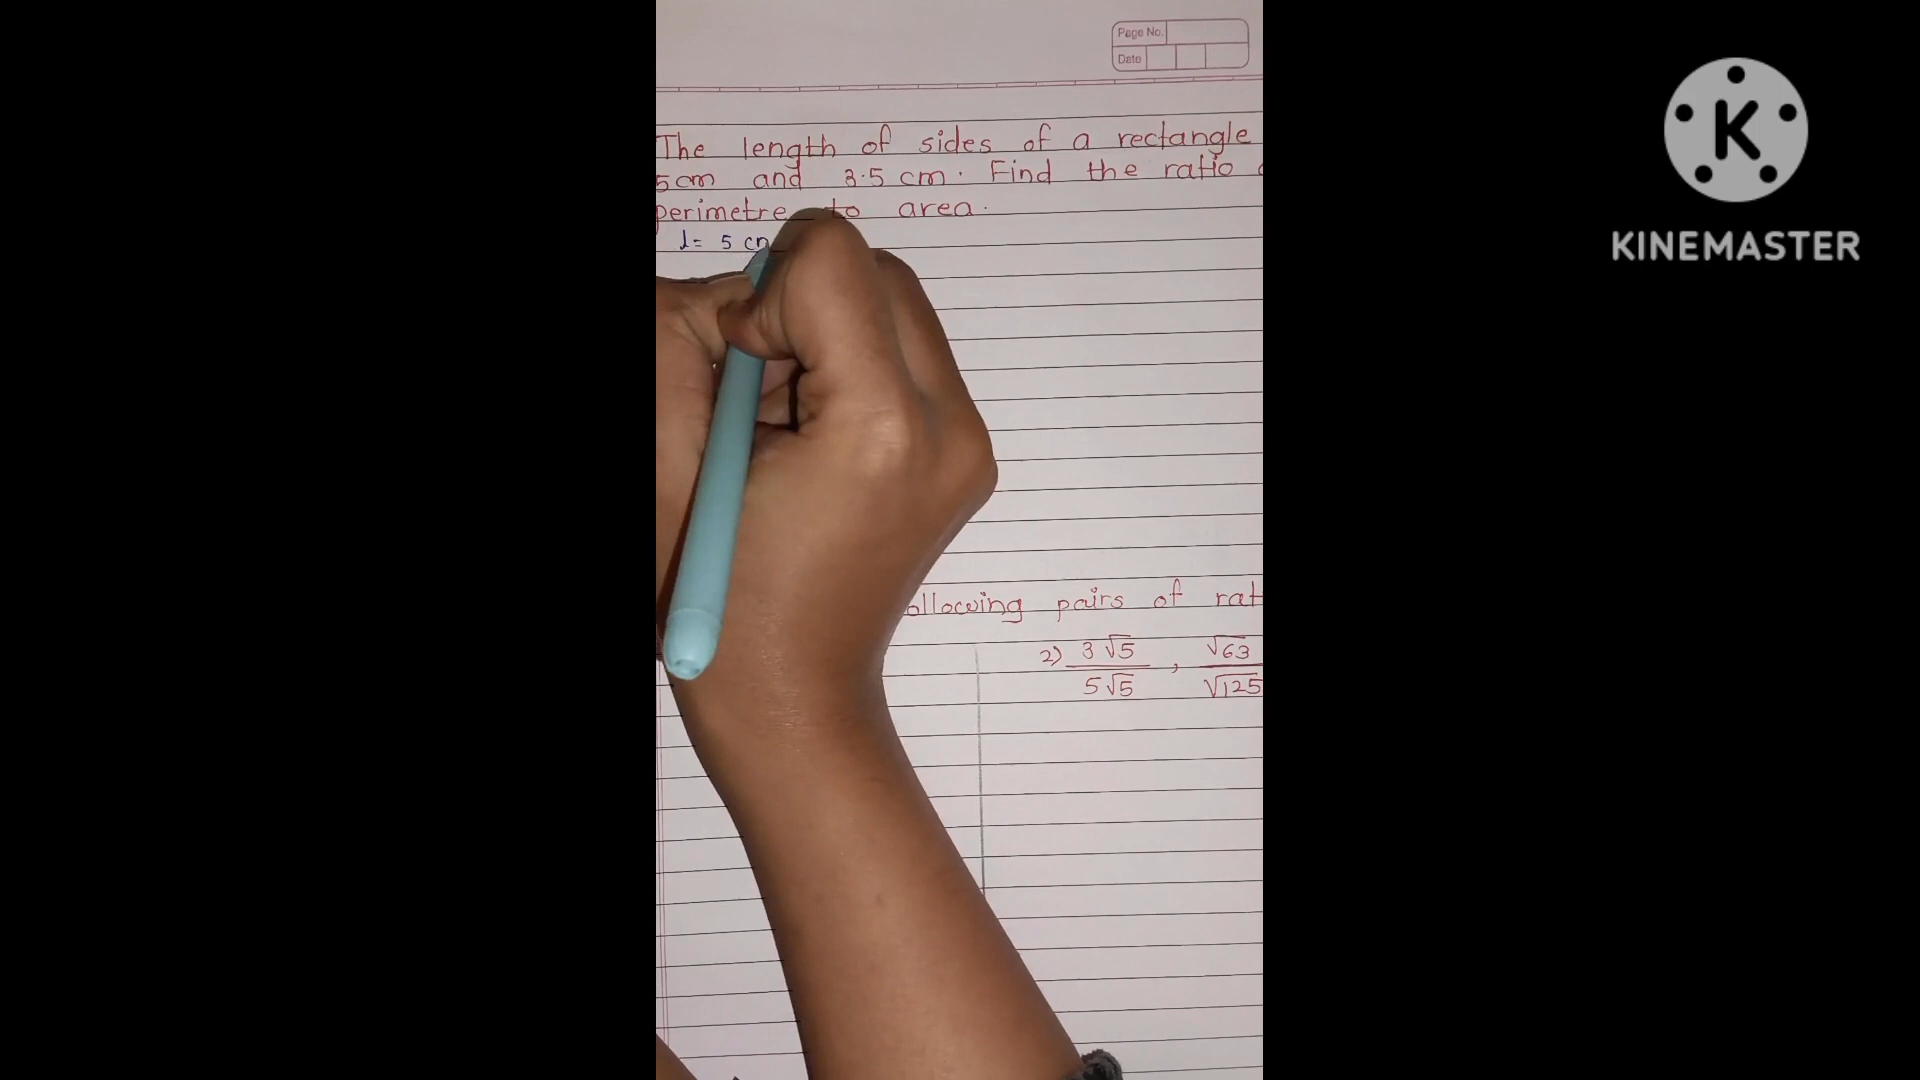 Page No.
Date
The length of sides of a rectangle
5cm and 3.5 cm. Find the ratio
perimetre to area.
l= 5 cm
ollowing pairs of rat
2) 3√5 / 5√5 , √63 / √125
K
KINEMASTER